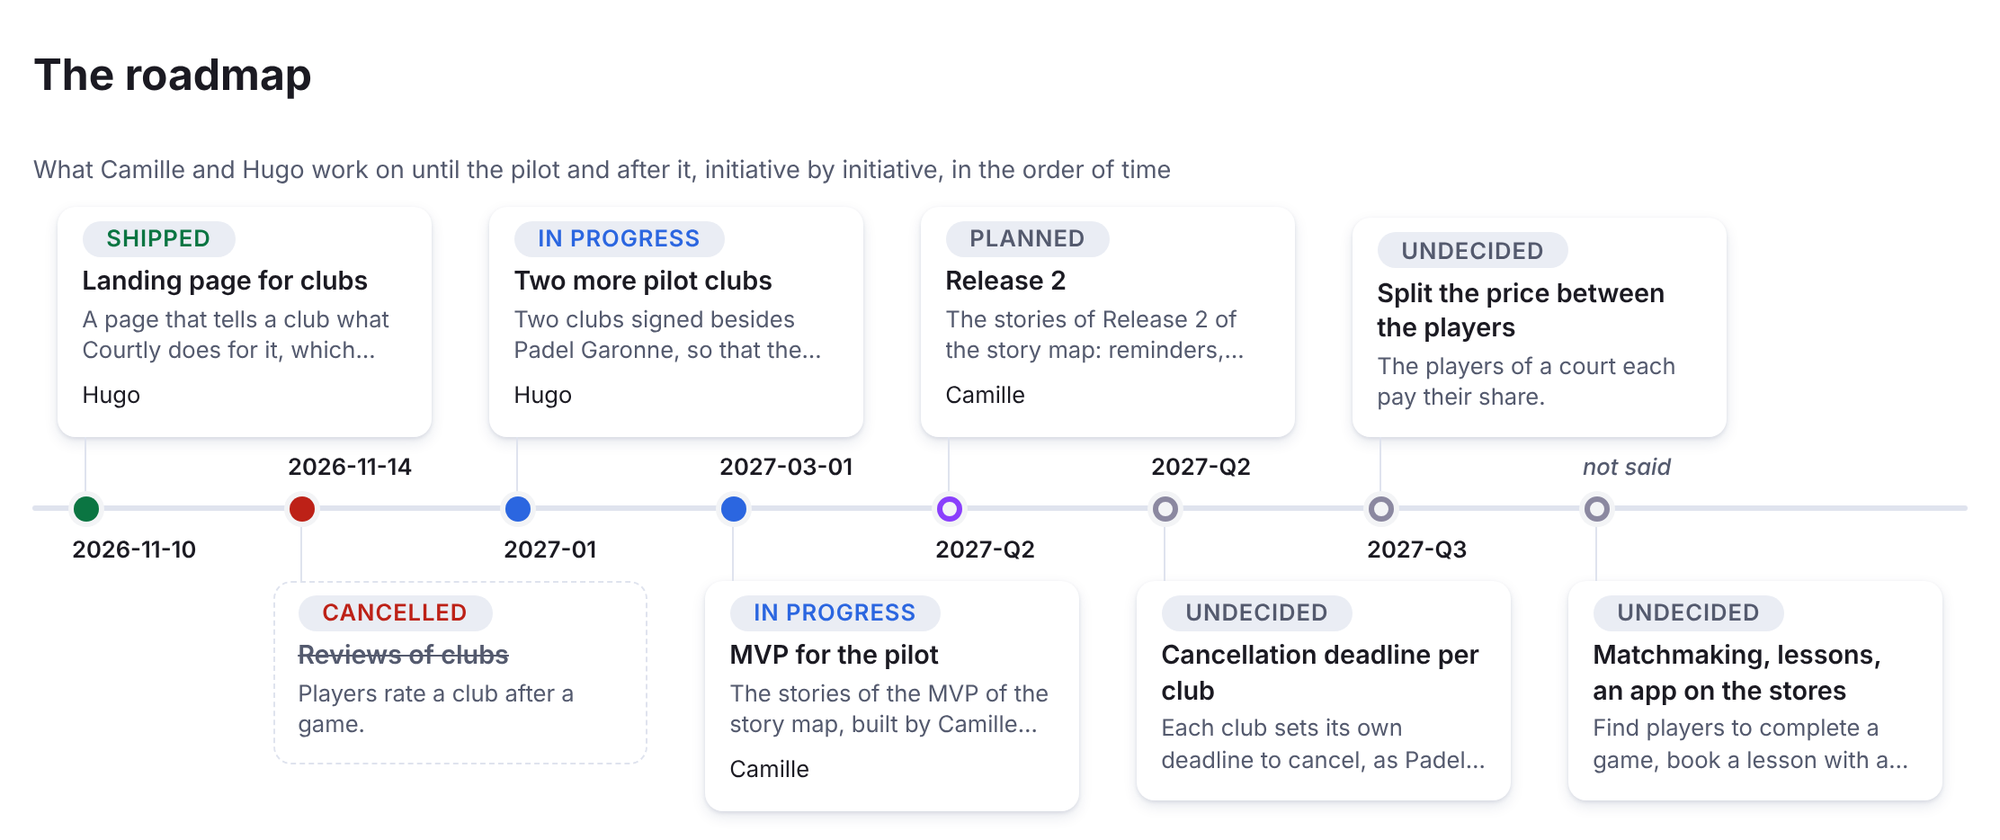 The roadmap
What Camille and Hugo work on until the pilot and after it, initiative by initiative, in the order of time
SHIPPED
Landing page for clubs
A page that tells a club what
Courtly does for it, which...
Hugo
2026-11-10
2026-11-14
CANCELLED
Reviews of clubs
Players rate a club after a
game.
IN PROGRESS
Two more pilot clubs
Two clubs signed besides
Padel Garonne, so that the...
Hugo
2027-01
2027-03-01
IN PROGRESS
MVP for the pilot
The stories of the MVP of the
story map, built by Camille...
Camille
PLANNED
Release 2
The stories of Release 2 of
the story map: reminders,...
Camille
2027-Q2
2027-Q2
UNDECIDED
Cancellation deadline per
club
Each club sets its own
deadline to cancel, as Padel...
UNDECIDED
Split the price between
the players
The players of a court each
pay their share.
2027-Q3
not said
UNDECIDED
Matchmaking, lessons,
an app on the stores
Find players to complete a
game, book a lesson with a...